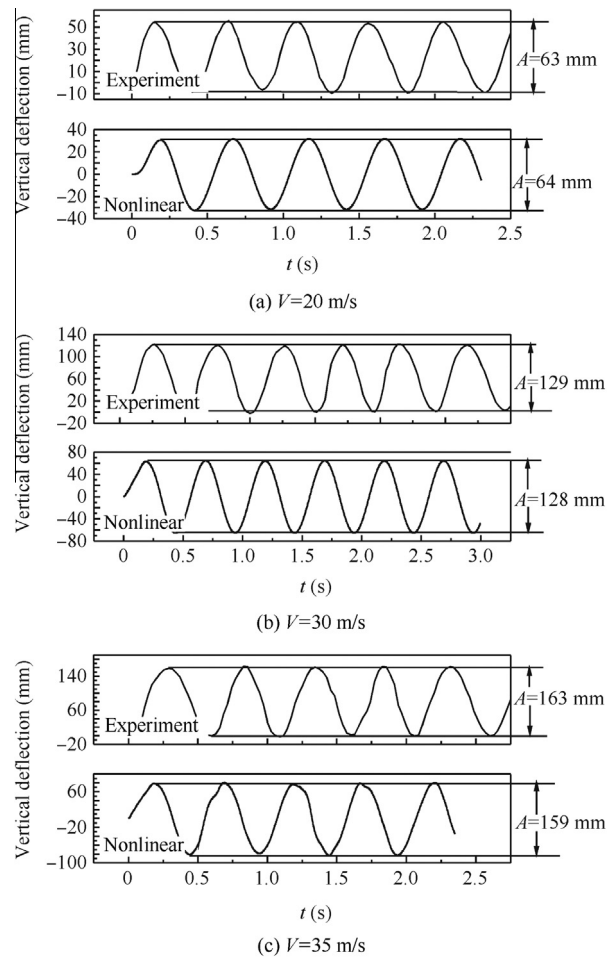 Vertical deflection (mm)
50
30
10
−10
Experiment
A=63 mm
40
20
0
−20
−40
Nonlinear
A=64 mm
0 0.5 1.0 1.5 2.0 2.5
t (s)
(a) V=20 m/s
Vertical deflection (mm)
140
100
60
20
−20
Experiment
A=129 mm
80
40
0
−40
−80
Nonlinear
A=128 mm
0 0.5 1.0 1.5 2.0 2.5 3.0
t (s)
(b) V=30 m/s
Vertical deflection (mm)
140
60
−20
Experiment
A=163 mm
60
−20
−100
Nonlinear
A=159 mm
0 0.5 1.0 1.5 2.0 2.5
t (s)
(c) V=35 m/s